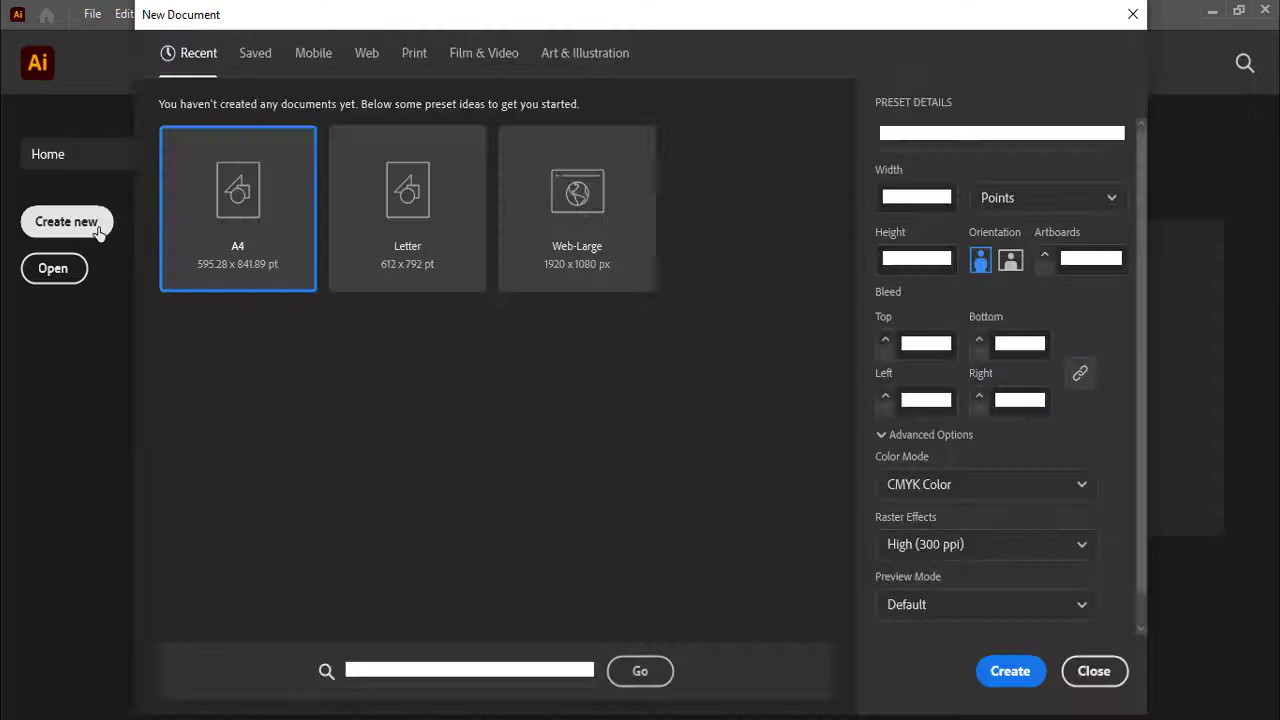 Ai File Edit New Document
Ai Recent Saved Mobile Web Print Film & Video Art & Illustration
You haven't created any documents yet. Below some preset ideas to get you started.
Home
Create new
Open
A4
595.28 x 841.89 pt
Letter
612 x 792 pt
Web-Large
1920 x 1080 px
Go
PRESET DETAILS
Width
Points
Height Orientation Artboards
Bleed
Top Bottom
Left Right
Advanced Options
Color Mode
CMYK Color
Raster Effects
High (300 ppi)
Preview Mode
Default
Create Close